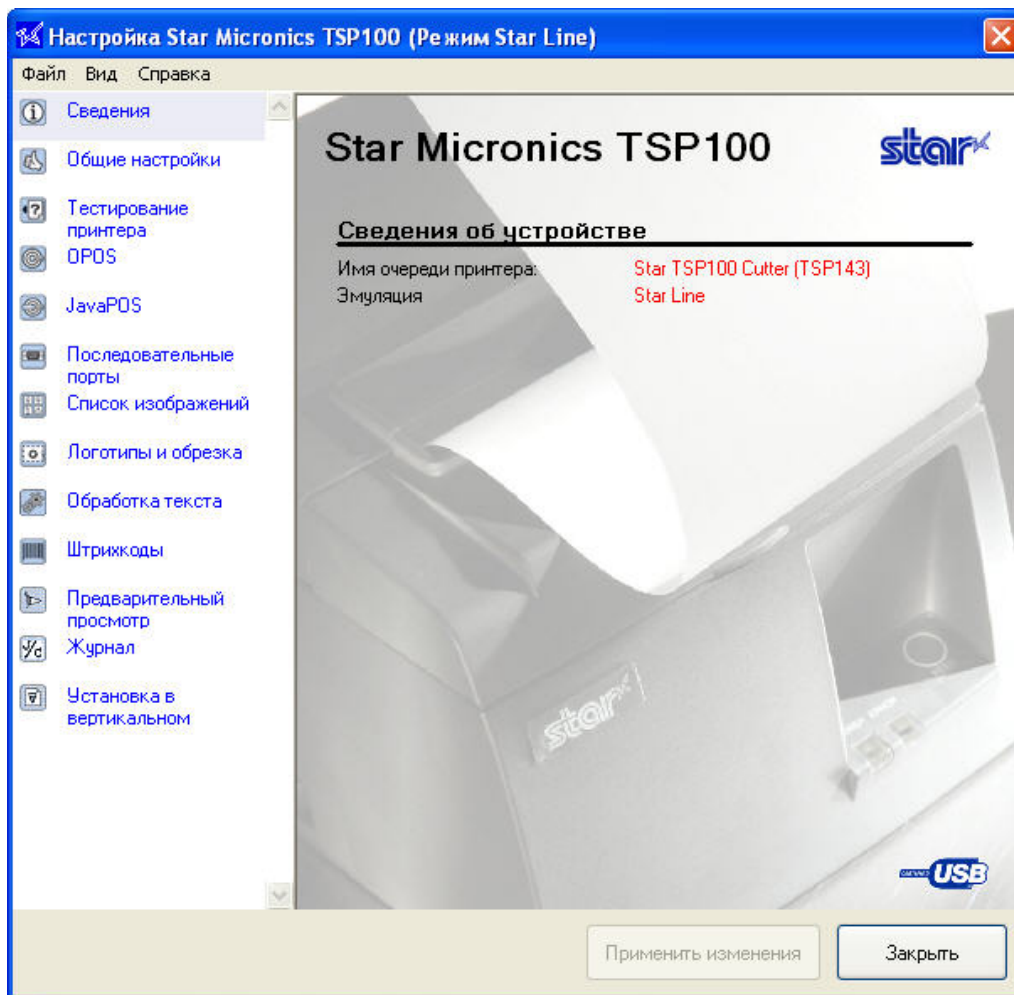 Настройка Star Micronics TSP100 (Режим Star Line)
Файл Вид Справка
Сведения
Общие настройки
Тестирование
принтера
OPOS
JavaPOS
Последовательные
порты
Список изображений
Логотипы и обрезка
Обработка текста
Штрихкоды
Предварительный
просмотр
Журнал
Установка в
вертикальном
Star Micronics TSP100
star
Сведения об устройстве
Имя очереди принтера: Star TSP100 Cutter (TSP143)
Эмуляция Star Line
star
USB
Применить изменения Закрыть